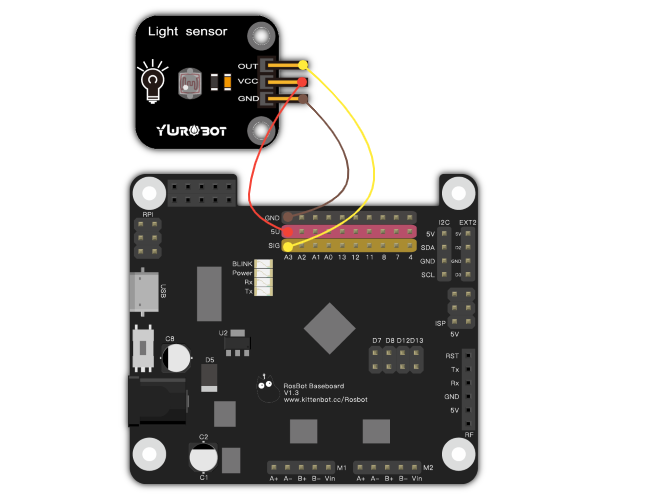 Light sensor
OUT
VCC
GND
YWROBOT
RPI
GND
5U
SIG
A3 A2 A1 A0 13 12 11 8 7 4
I2C EXT2
5V 5V
SDA D2
GND GND
SCL D3
BLINK
Power
Rx
Tx
USB
ISP
5V
U2
C8
D5
D7 D8 D12 D13
RosBot Baseboard
V1.3
www.kittenbot.cc/Rosbot
RST
Tx
Rx
GND
5V
RF
C2
C1
M1 M2
A+ A- B+ B- Vin A+ A- B+ B- Vin